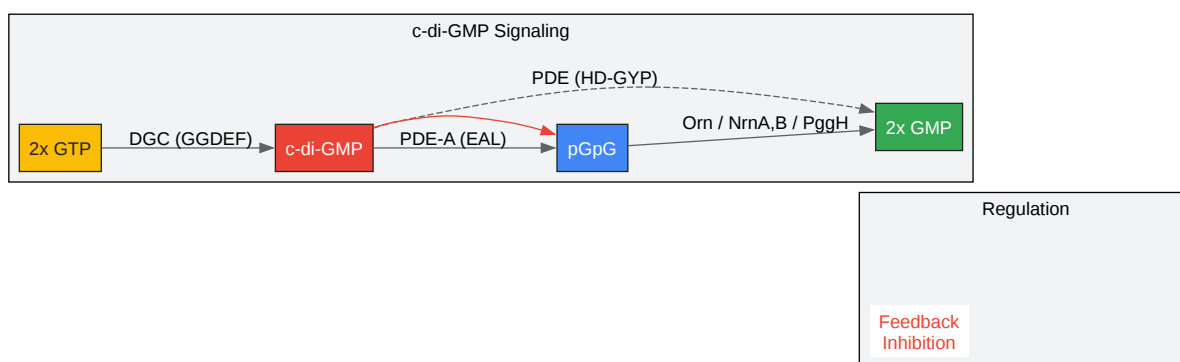 c-di-GMP Signaling
PDE (HD-GYP)
Orn / NrnA,B / PggH
2x GMP
2x GTP
DGC (GGDEF)
c-di-GMP
PDE-A (EAL)
pGpG
Regulation
Feedback
Inhibition